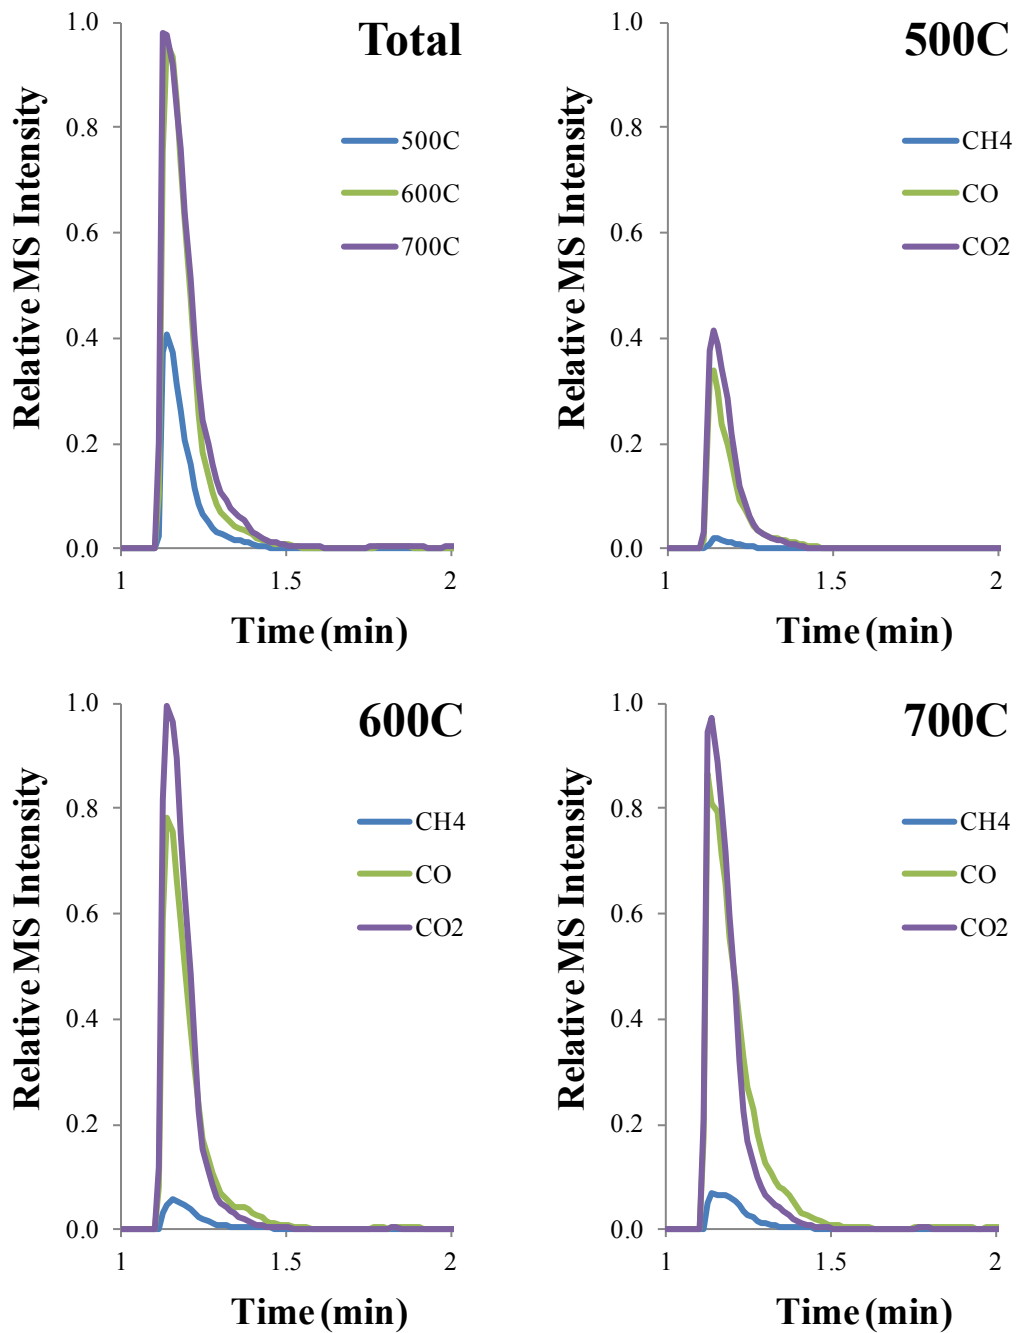 Total
Relative MS Intensity
1.0
0.8
0.6
0.4
0.2
0.0
500C
600C
700C
1
1.5
2
Time (min)
500C
Relative MS Intensity
1.0
0.8
0.6
0.4
0.2
0.0
CH4
CO
CO2
1
1.5
2
Time (min)
600C
Relative MS Intensity
1.0
0.8
0.6
0.4
0.2
0.0
CH4
CO
CO2
1
1.5
2
Time (min)
700C
Relative MS Intensity
1.0
0.8
0.6
0.4
0.2
0.0
CH4
CO
CO2
1
1.5
2
Time (min)